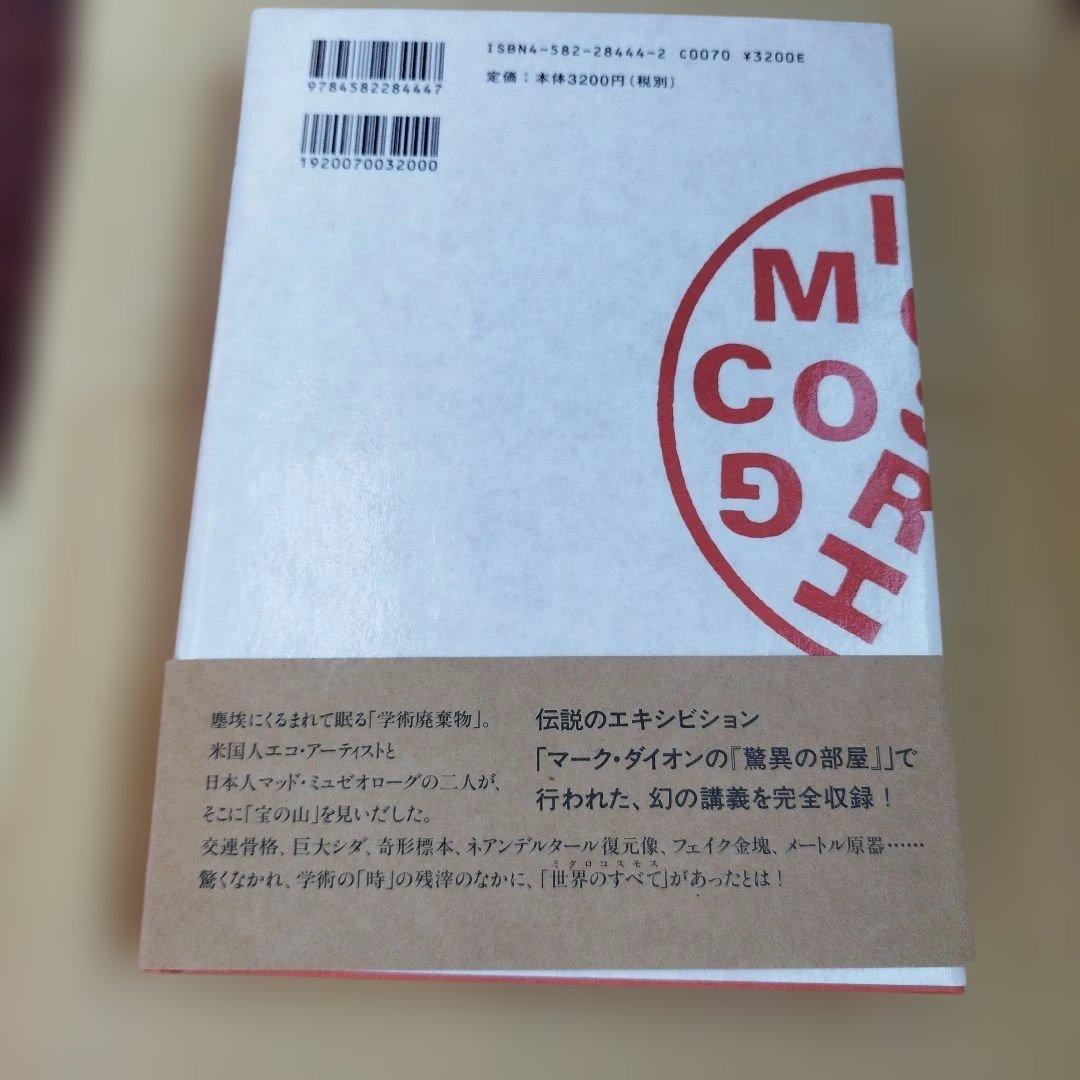 ISBN4-582-28444-2 C0070 ¥3200E
定価：本体3200円（税別）
9784582284447
1920070032000
I
M
C O S
G R
H
塵埃にくるまれて眠る「学術廃棄物」。
米国人エコ・アーティストと
日本人マッド・ミュゼオローグの二人が、
そこに「宝の山」を見いだした。
交連骨格、巨大シダ、奇形標本、ネアンデルタール復元像、フェイク金塊、メートル原器……
ミクロコスモス
驚くなかれ、学術の「時」の残滓のなかに、「世界のすべて」があったとは！
伝説のエキシビション
「マーク・ダイオンの『驚異の部屋』」で
行われた、幻の講義を完全収録！